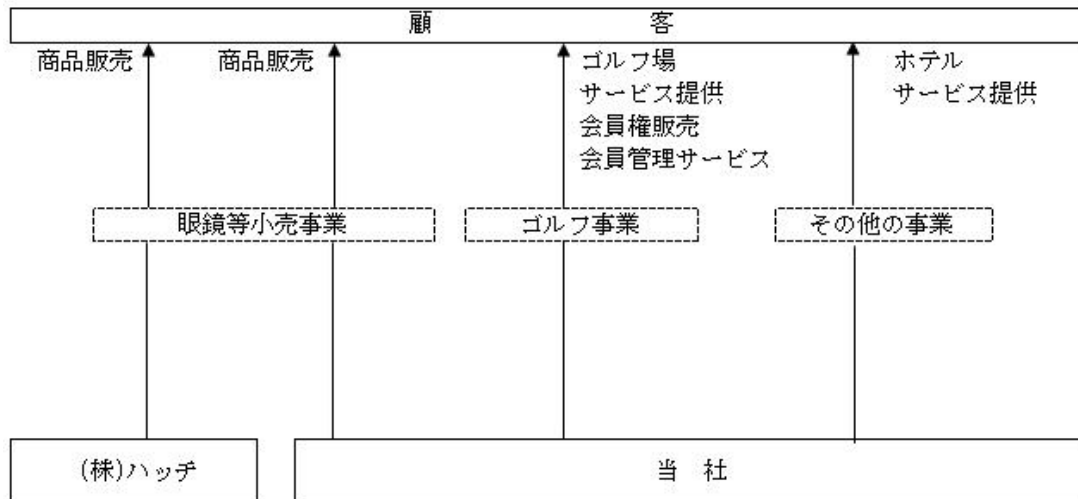 顧 客
商品販売
商品販売
ゴルフ場
サービス提供
会員権販売
会員管理サービス
ホテル
サービス提供
眼鏡等小売事業
ゴルフ事業
その他の事業
(株)ハッチ
当 社